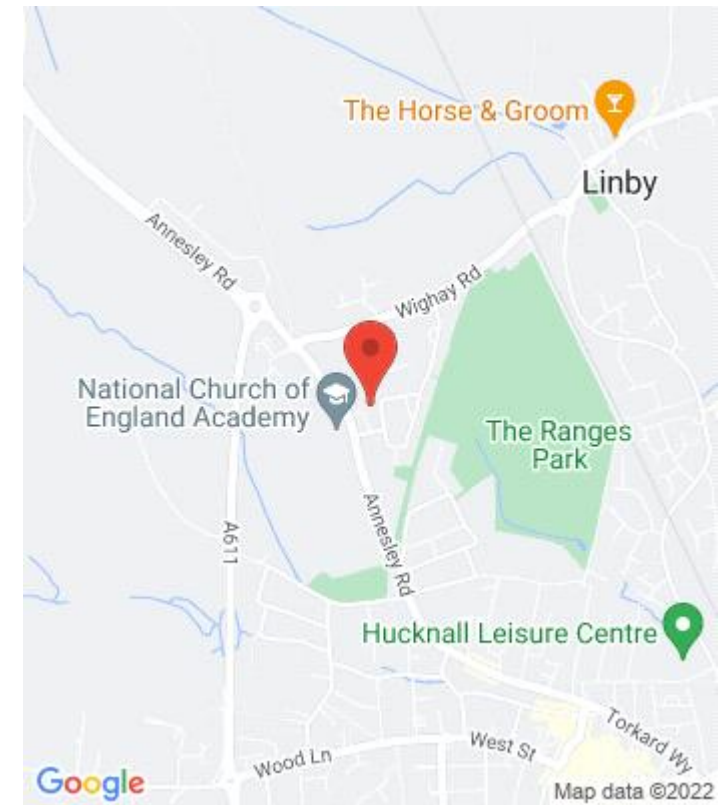 The Horse & Groom
Linby
Annesley Rd
Wighay Rd
National Church of
England Academy
The Ranges
Park
A611
Annesley Rd
Hucknall Leisure Centre
Torkard Wy
West St
Wood Ln
Google
Map data ©2022